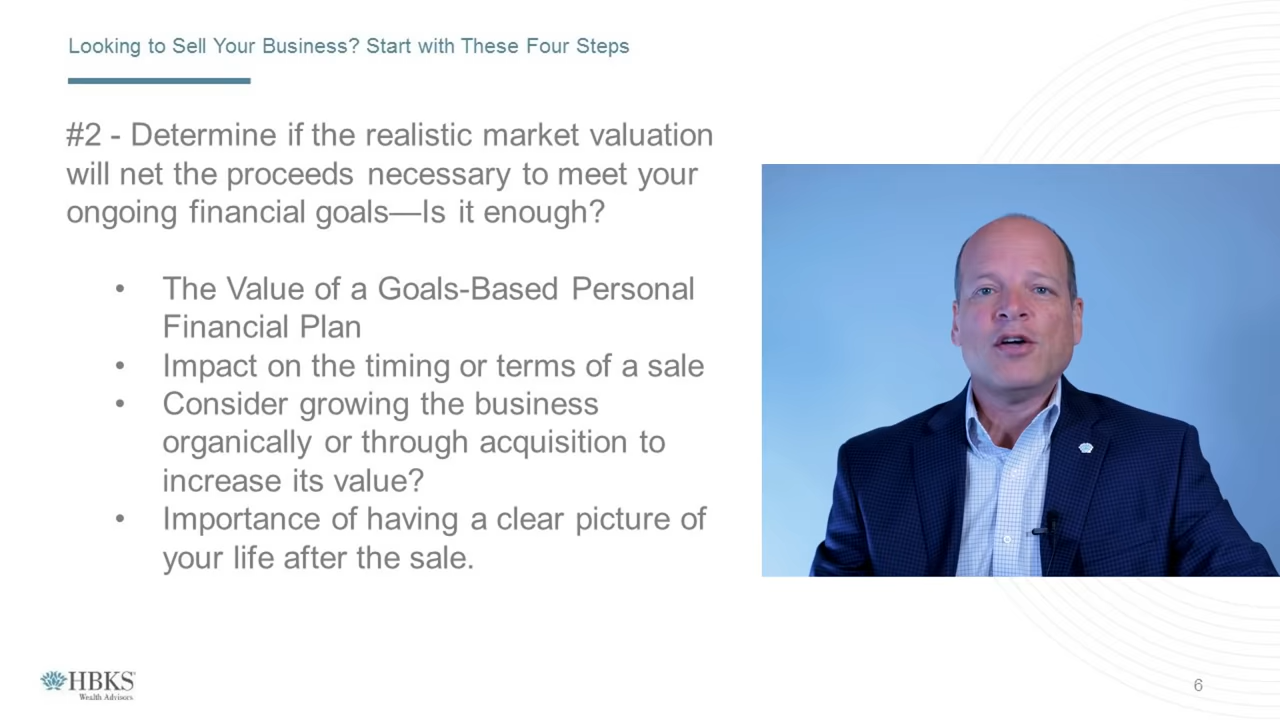 Looking to Sell Your Business? Start with These Four Steps
#2 - Determine if the realistic market valuation
will net the proceeds necessary to meet your
ongoing financial goals—Is it enough?
• The Value of a Goals-Based Personal
Financial Plan
• Impact on the timing or terms of a sale
• Consider growing the business
organically or through acquisition to
increase its value?
• Importance of having a clear picture of
your life after the sale.
HBKS
Wealth Advisors
6